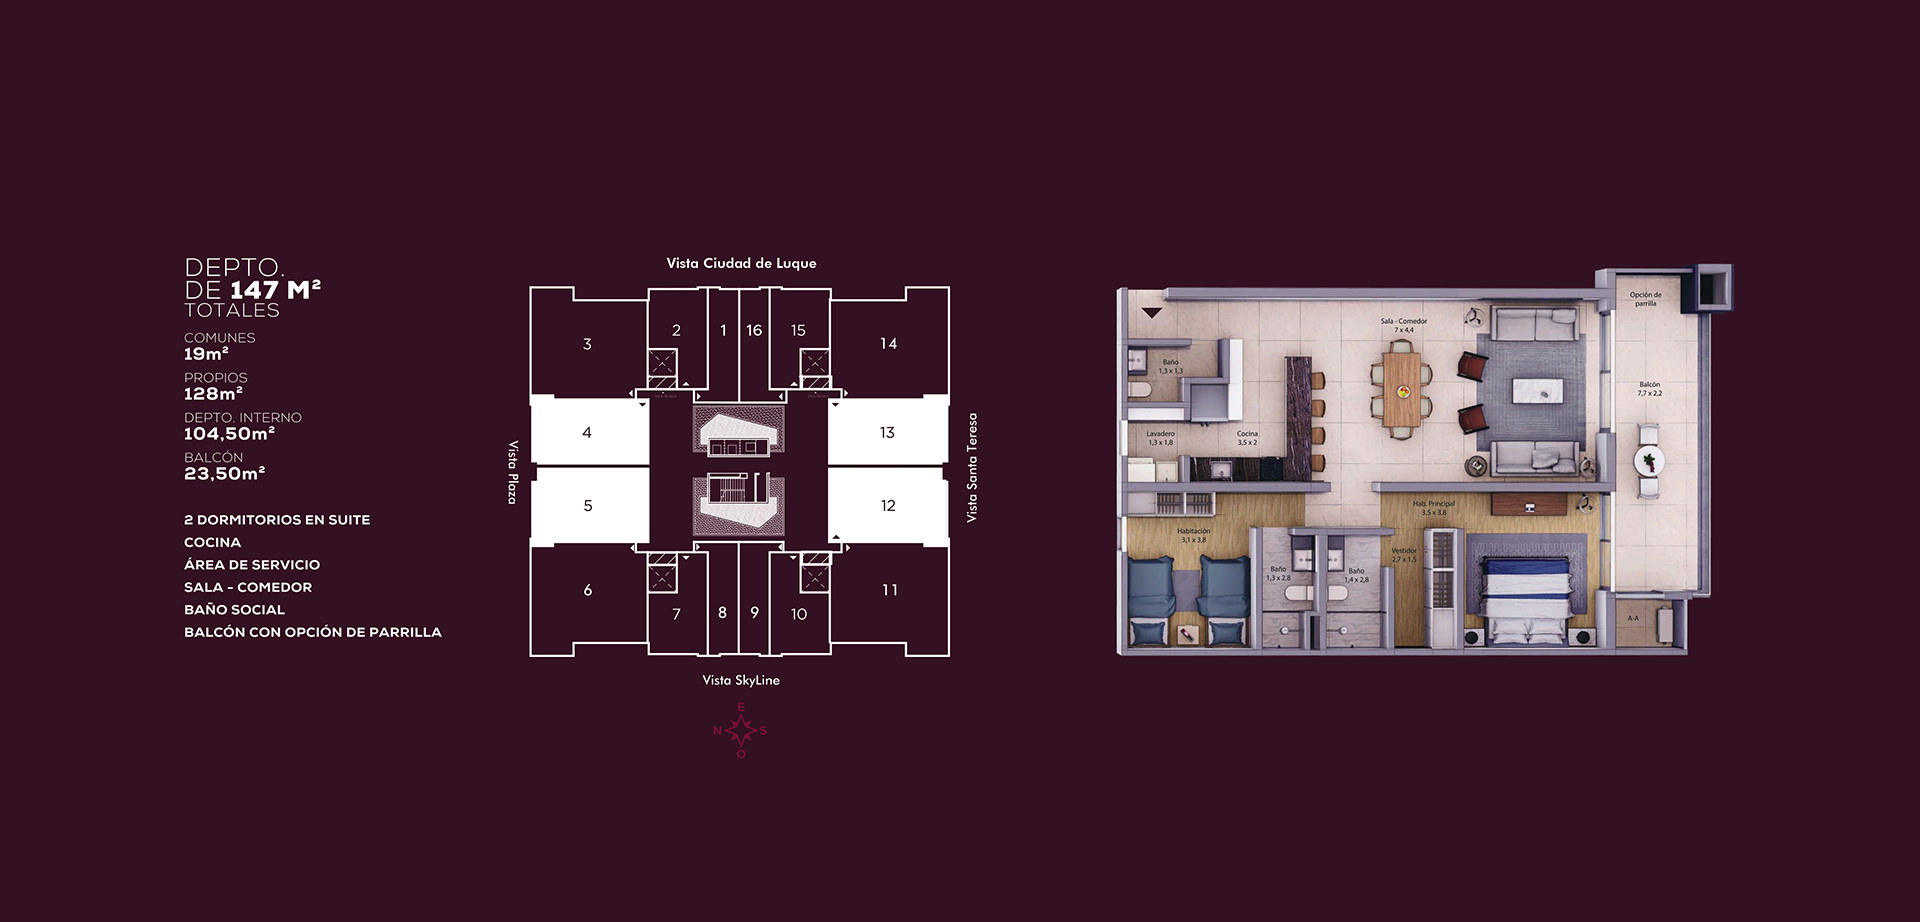 DEPTO.
DE 147 M²
TOTALES
COMUNES
19m²
PROPIOS
128m²
DEPTO. INTERNO
104,50m²
BALCÓN
23,50m²
2 DORMITORIOS EN SUITE
COCINA
ÁREA DE SERVICIO
SALA - COMEDOR
BAÑO SOCIAL
BALCÓN CON OPCIÓN DE PARRILLA
Vista Ciudad de Luque
3
2
1
16
15
14
4
13
Vista Plaza
Vista Santa Teresa
5
12
6
7
8
9
10
11
Vista SkyLine
E
N
S
O
Opción de
parrilla
Sala - Comedor
7 x 4,4
Baño
1,3 x 1,3
Balcón
7,7 x 2,2
Lavadero
1,3 x 1,8
Cocina
3,5 x 2
Hab. Principal
3,5 x 3,8
Habitación
3,1 x 3,8
Vestidor
2,7 x 1,5
Baño
1,3 x 2,8
Baño
1,4 x 2,8
A-A